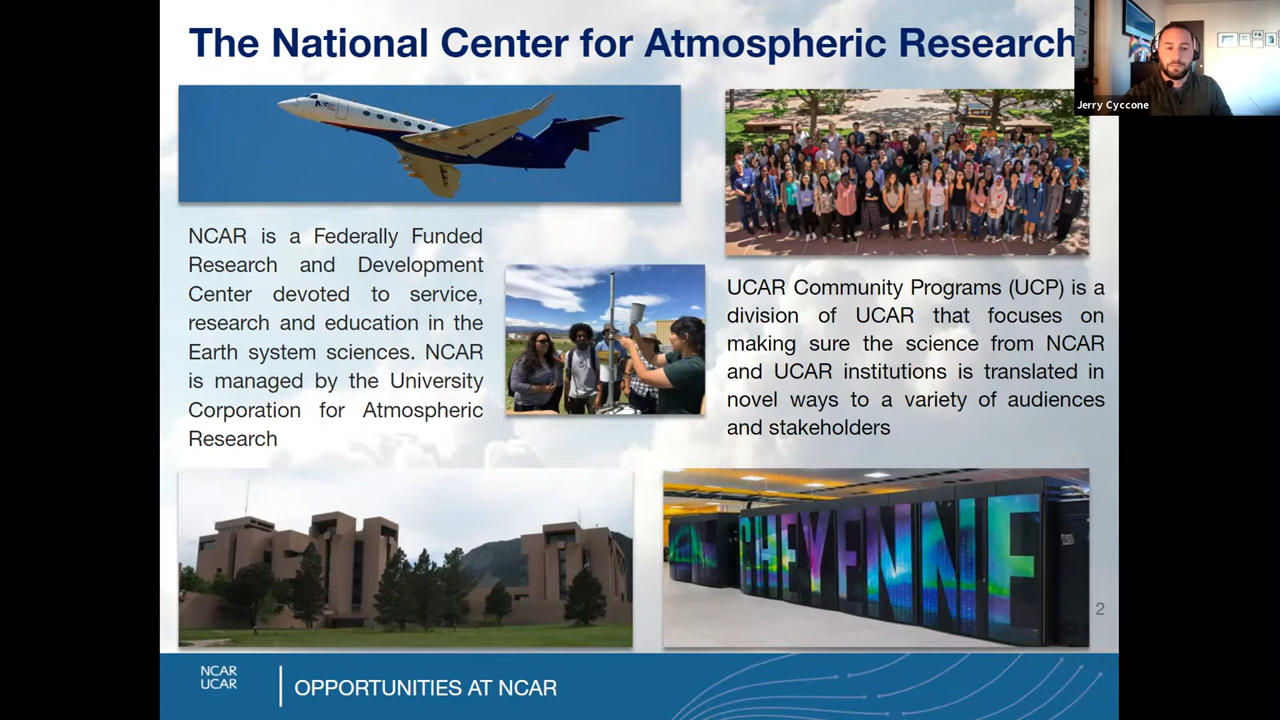 The National Center for Atmospheric Research
Jerry Cyccone
NCAR is a Federally Funded
Research and Development
Center devoted to service,
research and education in the
Earth system sciences. NCAR
is managed by the University
Corporation for Atmospheric
Research
UCAR Community Programs (UCP) is a
division of UCAR that focuses on
making sure the science from NCAR
and UCAR institutions is translated in
novel ways to a variety of audiences
and stakeholders
CHEYENNE
2
NCAR
UCAR
OPPORTUNITIES AT NCAR